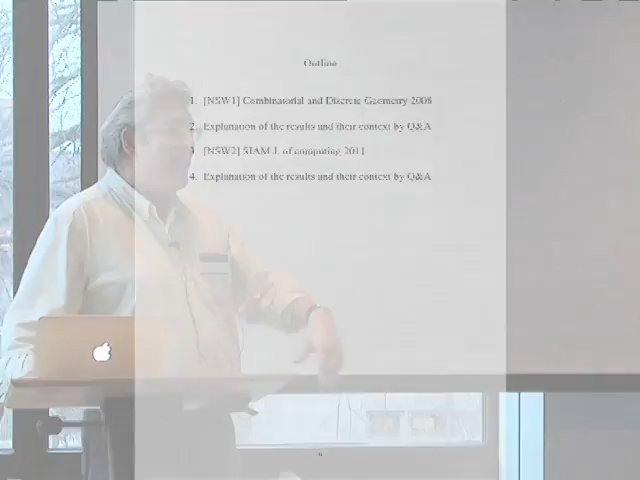 Outline
1. [NSW1] Combinatorial and Discrete Geometry 2008
2. Explanation of the results and their context by Q&A
3. [NSW2] SIAM J. of computing 2011
4. Explanation of the results and their context by Q&A